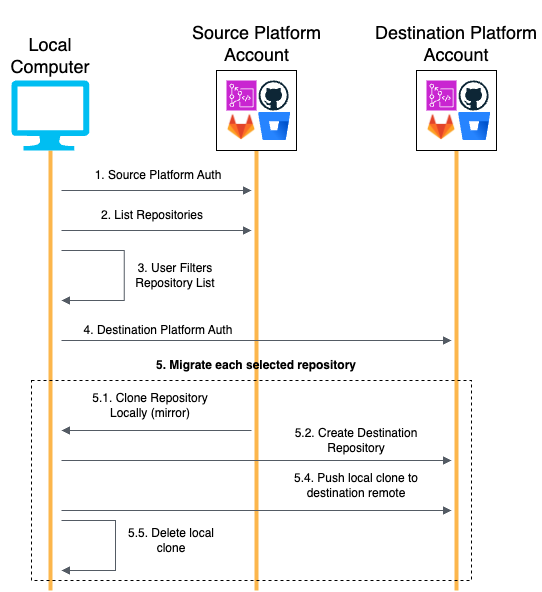 Local
Computer
Source Platform
Account
Destination Platform
Account
1. Source Platform Auth
2. List Repositories
3. User Filters
Repository List
4. Destination Platform Auth
5. Migrate each selected repository
5.1. Clone Repository
Locally (mirror)
5.2. Create Destination
Repository
5.4. Push local clone to
destination remote
5.5. Delete local
clone